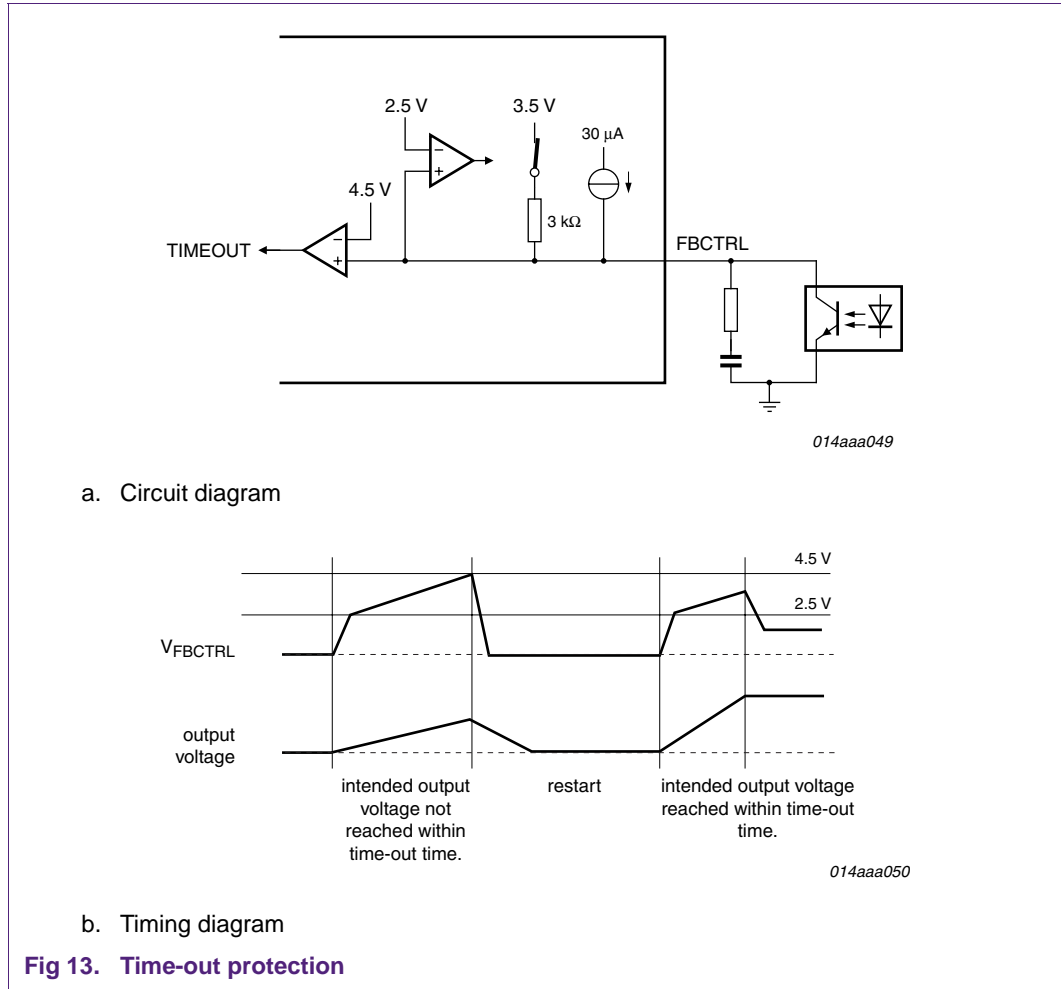 2.5 V
3.5 V
30 μA
4.5 V
−
+
−
+
3 kΩ
TIMEOUT
FBCTRL
014aaa049
a. Circuit diagram
4.5 V
2.5 V
VFBCTRL
output
voltage
intended output
voltage not
reached within
time-out time.
restart
intended output voltage
reached within time-out
time.
014aaa050
b. Timing diagram
Fig 13. Time-out protection